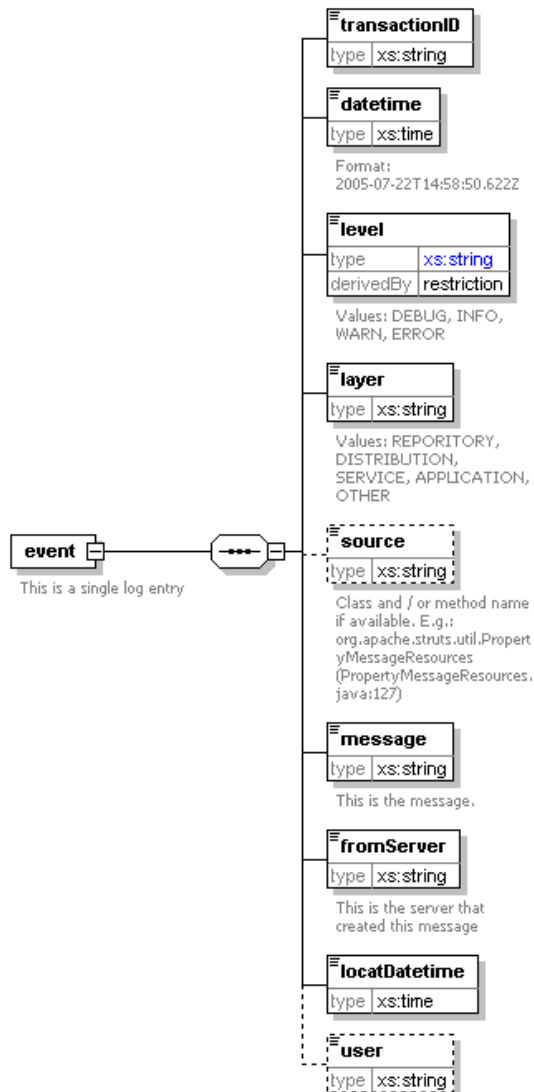 transactionID
type xs:string
datetime
type xs:time
Format:
2005-07-22T14:58:50.622Z
level
type xs:string
derivedBy restriction
Values: DEBUG, INFO,
WARN, ERROR
layer
type xs:string
Values: REPORITORY,
DISTRIBUTION,
SERVICE, APPLICATION,
OTHER
event
This is a single log entry
source
type xs:string
Class and / or method name
if available. E.g.:
org.apache.struts.util.Propert
yMessageResources
(PropertyMessageResources.
java:127)
message
type xs:string
This is the message.
fromServer
type xs:string
This is the server that
created this message
locatDatetime
type xs:time
user
type xs:string